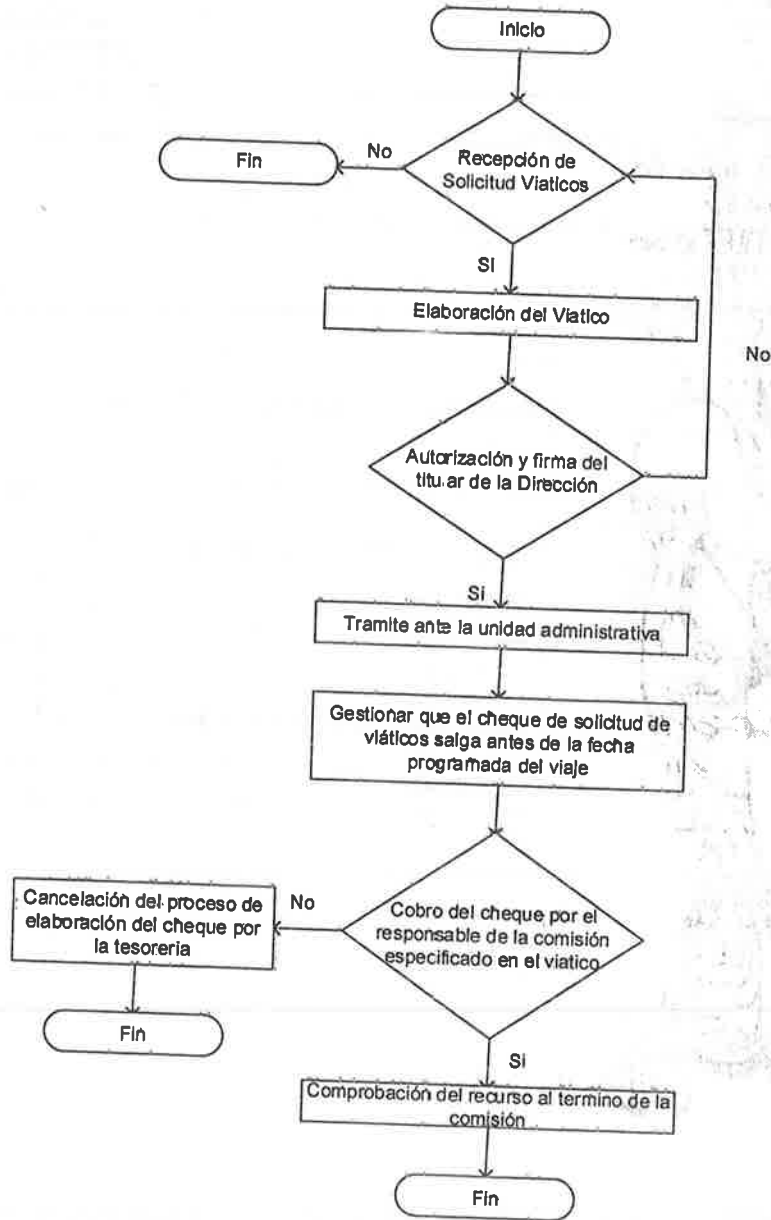 Inicio
No
Fin
Recepción de
Solicitud Viaticos
Si
Elaboración del Viatico
No
Autorización y firma del
titular de la Dirección
Si
Tramite ante la unidad administrativa
Gestionar que el cheque de solicitud de
viáticos salga antes de la fecha
programada del viaje
Cancelación del proceso de
elaboración del cheque por
la tesoreria
No
Cobro del cheque por el
responsable de la comisión
especificado en el viatico
Fin
Si
Comprobación del recurso al termino de la
comisión
Fin